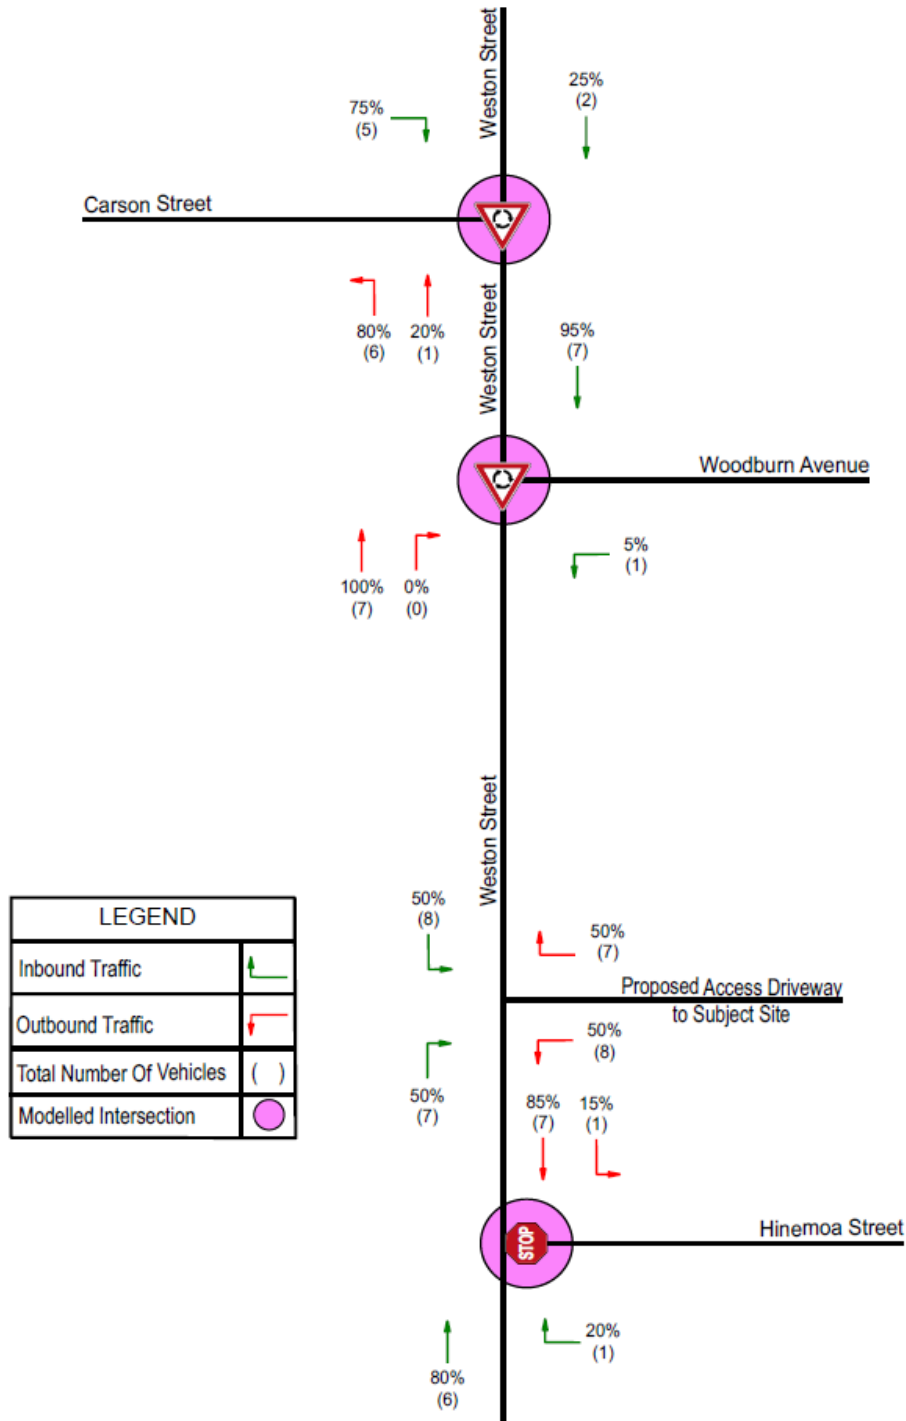 Weston Street
25%
(2)
75%
(5)
Carson Street
80%
(6)
20%
(1)
Weston Street
95%
(7)
Woodburn Avenue
100%
(7)
0%
(0)
5%
(1)
Weston Street
50%
(8)
50%
(7)
Proposed Access Driveway
to Subject Site
50%
(7)
50%
(8)
85%
(7)
15%
(1)
LEGEND
Inbound Traffic
Outbound Traffic
Total Number Of Vehicles ( )
Modelled Intersection
STOP
Hinemoa Street
80%
(6)
20%
(1)